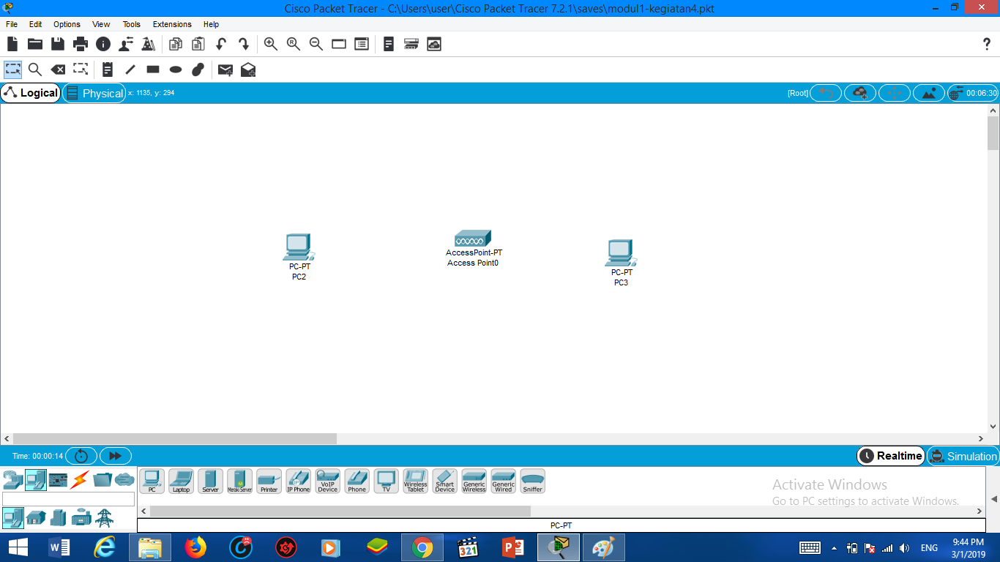 Cisco Packet Tracer - C:\Users\user\Cisco Packet Tracer 7.2.1\saves\modul1-kegiatan4.pkt
File Edit Options View Tools Extensions Help
Logical Physical x: 1135, y: 294 [Root] 00:06:30
PC-PT
PC2
AccessPoint-PT
Access Point0
PC-PT
PC3
Time: 00:00:14 Realtime Simulation
PC Laptop Server Meraki Server Printer IP Phone VoIP Device Phone TV Wireless Tablet Smart Device Generic Wireless Generic Wired Sniffer
Activate Windows
Go to PC settings to activate Windows.
PC-PT
ENG
9:44 PM
3/1/2019